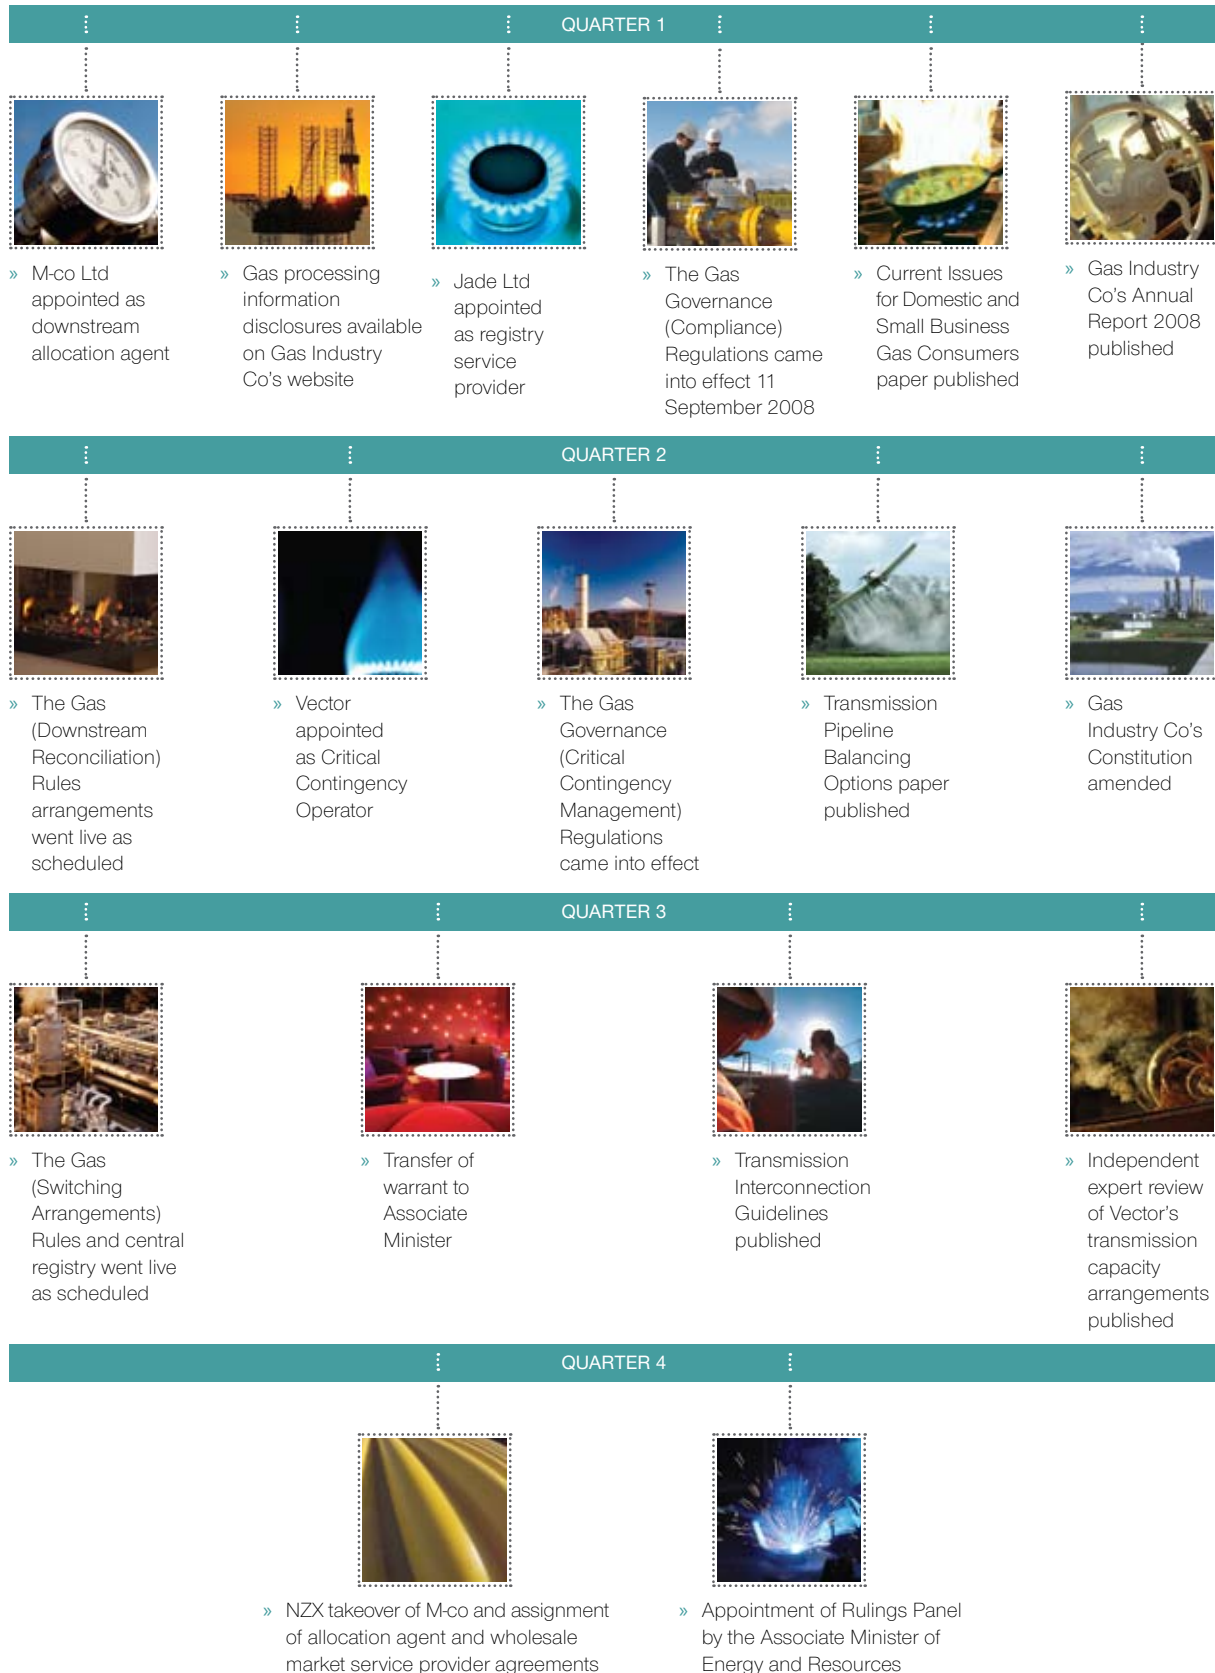 QUARTER 1
» M-co Ltd
appointed as
downstream
allocation agent
» Gas processing
information
disclosures available
on Gas Industry
Co's website
» Jade Ltd
appointed
as registry
service
provider
» The Gas
Governance
(Compliance)
Regulations came
into effect 11
September 2008
» Current Issues
for Domestic and
Small Business
Gas Consumers
paper published
» Gas Industry
Co's Annual
Report 2008
published
QUARTER 2
» The Gas
(Downstream
Reconciliation)
Rules
arrangements
went live as
scheduled
» Vector
appointed
as Critical
Contingency
Operator
» The Gas
Governance
(Critical
Contingency
Management)
Regulations
came into effect
» Transmission
Pipeline
Balancing
Options paper
published
» Gas
Industry Co's
Constitution
amended
QUARTER 3
» The Gas
(Switching
Arrangements)
Rules and central
registry went live
as scheduled
» Transfer of
warrant to
Associate
Minister
» Transmission
Interconnection
Guidelines
published
» Independent
expert review
of Vector's
transmission
capacity
arrangements
published
QUARTER 4
» NZX takeover of M-co and assignment
of allocation agent and wholesale
market service provider agreements
» Appointment of Rulings Panel
by the Associate Minister of
Energy and Resources